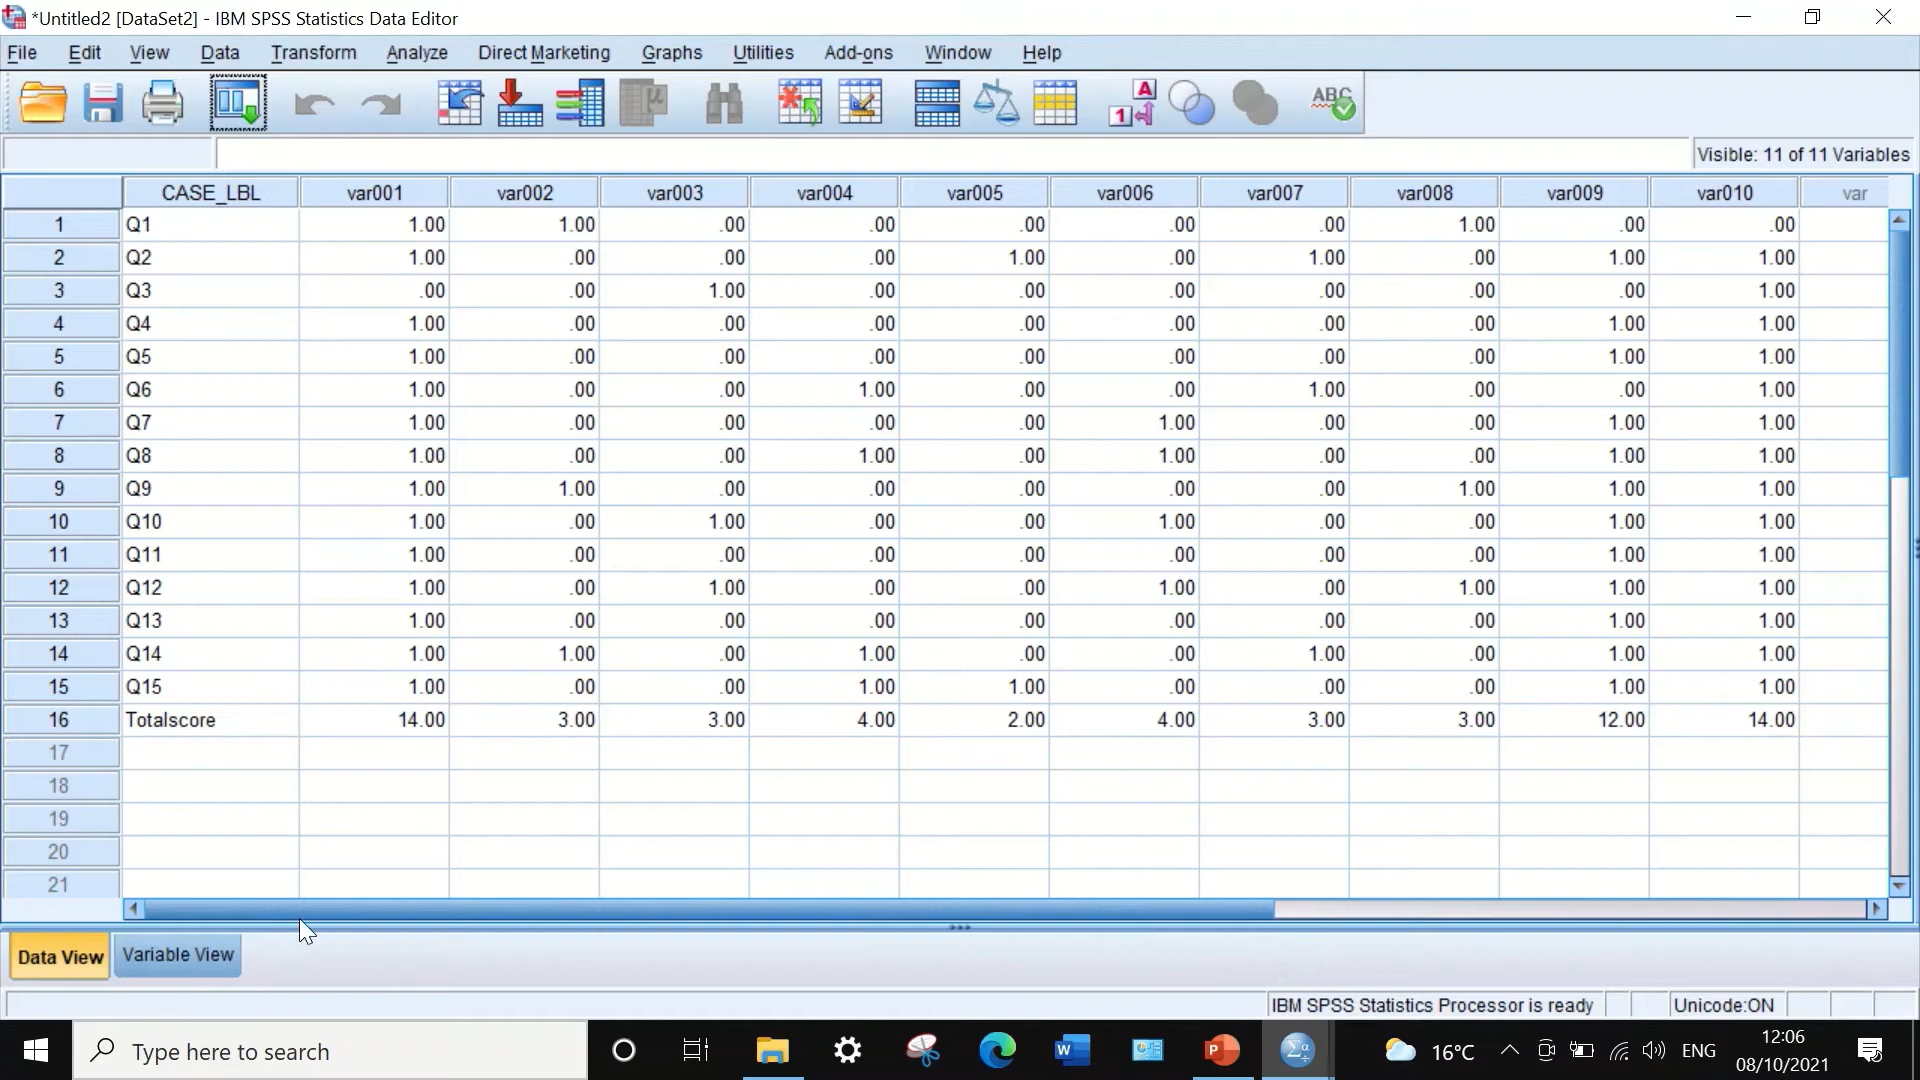 *Untitled2 [DataSet2] - IBM SPSS Statistics Data Editor
File Edit View Data Transform Analyze Direct Marketing Graphs Utilities Add-ons Window Help
Visible: 11 of 11 Variables
CASE_LBL var001 var002 var003 var004 var005 var006 var007 var008 var009 var010 var
1 Q1 1.00 1.00 .00 .00 .00 .00 .00 1.00 .00 .00
2 Q2 1.00 .00 .00 .00 1.00 .00 1.00 .00 1.00 1.00
3 Q3 .00 .00 1.00 .00 .00 .00 .00 .00 .00 1.00
4 Q4 1.00 .00 .00 .00 .00 .00 .00 .00 1.00 1.00
5 Q5 1.00 .00 .00 .00 .00 .00 .00 .00 1.00 1.00
6 Q6 1.00 .00 .00 1.00 .00 .00 1.00 .00 .00 1.00
7 Q7 1.00 .00 .00 .00 .00 1.00 .00 .00 1.00 1.00
8 Q8 1.00 .00 .00 1.00 .00 1.00 .00 .00 1.00 1.00
9 Q9 1.00 1.00 .00 .00 .00 .00 .00 1.00 1.00 1.00
10 Q10 1.00 .00 1.00 .00 .00 1.00 .00 .00 1.00 1.00
11 Q11 1.00 .00 .00 .00 .00 .00 .00 .00 1.00 1.00
12 Q12 1.00 .00 1.00 .00 .00 1.00 .00 1.00 1.00 1.00
13 Q13 1.00 .00 .00 .00 .00 .00 .00 .00 1.00 1.00
14 Q14 1.00 1.00 .00 1.00 .00 .00 1.00 .00 1.00 1.00
15 Q15 1.00 .00 .00 1.00 1.00 .00 .00 .00 1.00 1.00
16 Totalscore 14.00 3.00 3.00 4.00 2.00 4.00 3.00 3.00 12.00 14.00
17
18
19
20
21
Data View Variable View
IBM SPSS Statistics Processor is ready Unicode:ON
Type here to search 16°C ENG 12:06
08/10/2021